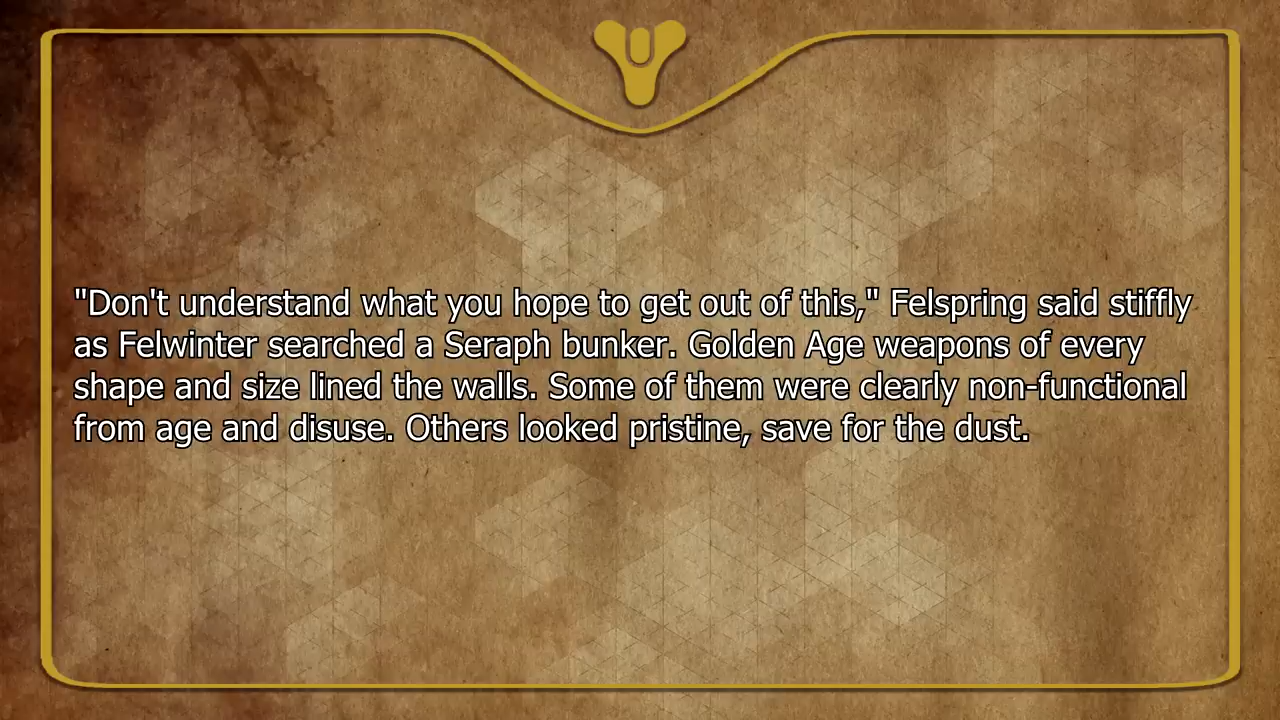 "Don't understand what you hope to get out of this," Felspring said stiffly
as Felwinter searched a Seraph bunker. Golden Age weapons of every
shape and size lined the walls. Some of them were clearly non-functional
from age and disuse. Others looked pristine, save for the dust.